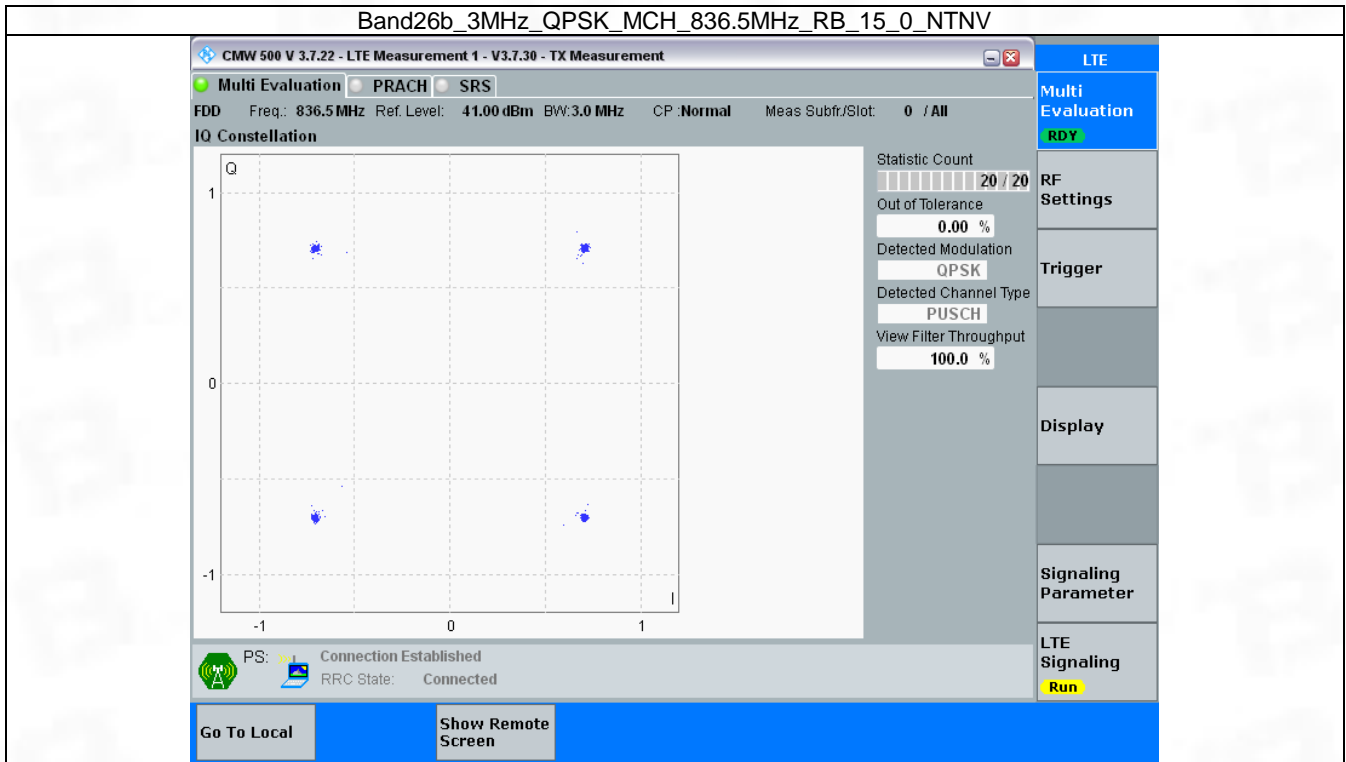 Band26b_3MHz_QPSK_MCH_836.5MHz_RB_15_0_NTNV
CMW 500 V 3.7.22 - LTE Measurement 1 - V3.7.30 - TX Measurement
LTE
Multi Evaluation PRACH SRS
Multi
Evaluation
RDY
FDD Freq.: 836.5 MHz Ref. Level: 41.00 dBm BW:3.0 MHz CP :Normal Meas Subfr./Slot: 0 / All
IQ Constellation
Q
1
0
-1
I
-1 0 1
Statistic Count
20 / 20
Out of Tolerance
0.00 %
Detected Modulation
QPSK
Detected Channel Type
PUSCH
View Filter Throughput
100.0 %
RF
Settings
Trigger
Display
Signaling
Parameter
LTE
Signaling
Run
PS: Connection Established
RRC State: Connected
Go To Local
Show Remote
Screen